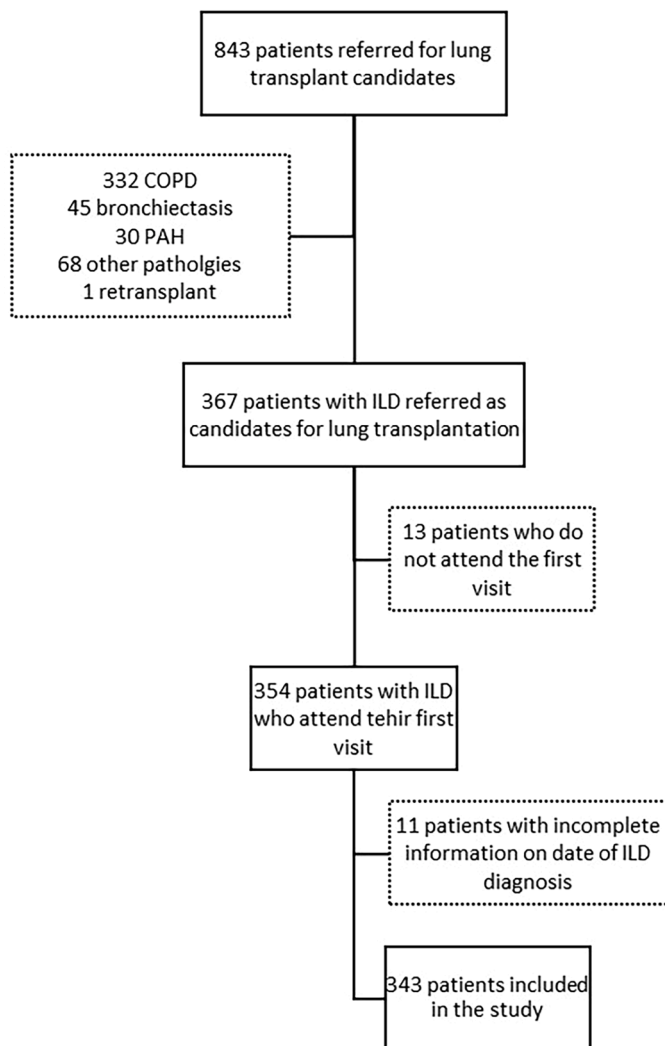 843 patients referred for lung
transplant candidates
332 COPD
45 bronchiectasis
30 PAH
68 other patholgies
1 retransplant
367 patients with ILD referred as
candidates for lung transplantation
13 patients who do
not attend the first
visit
354 patients with ILD
who attend tehir first
visit
11 patients with incomplete
information on date of ILD
diagnosis
343 patients included
in the study